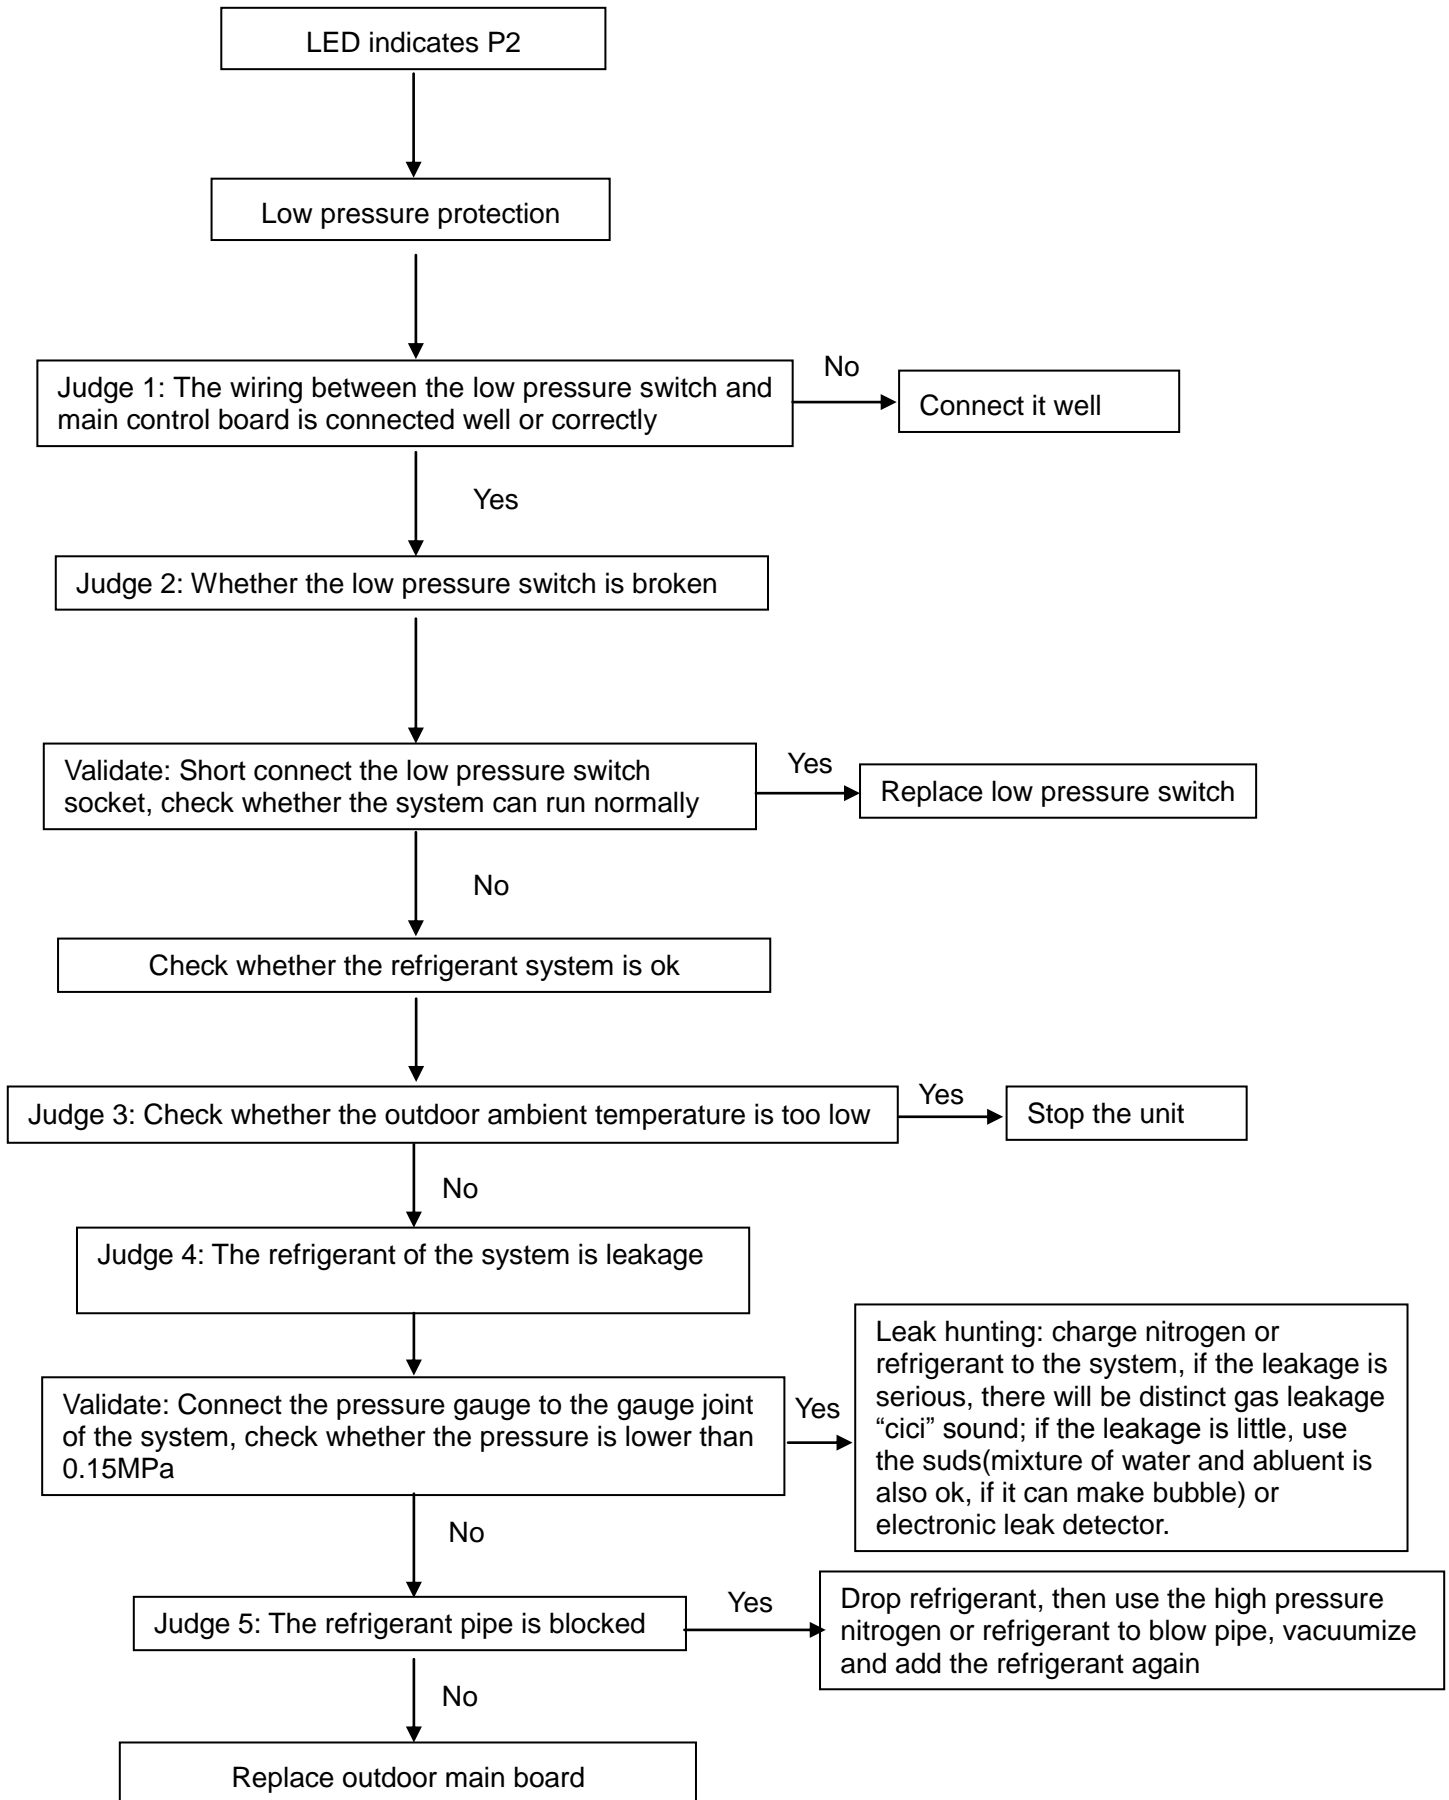 LED indicates P2
Low pressure protection
Judge 1: The wiring between the low pressure switch and
main control board is connected well or correctly
No
Connect it well
Yes
Judge 2: Whether the low pressure switch is broken
Validate: Short connect the low pressure switch
socket, check whether the system can run normally
Yes
Replace low pressure switch
No
Check whether the refrigerant system is ok
Judge 3: Check whether the outdoor ambient temperature is too low
Yes
Stop the unit
No
Judge 4: The refrigerant of the system is leakage
Validate: Connect the pressure gauge to the gauge joint
of the system, check whether the pressure is lower than
0.15MPa
Yes
Leak hunting: charge nitrogen or
refrigerant to the system, if the leakage is
serious, there will be distinct gas leakage
“cici” sound; if the leakage is little, use
the suds(mixture of water and abluent is
also ok, if it can make bubble) or
electronic leak detector.
No
Judge 5: The refrigerant pipe is blocked
Yes
Drop refrigerant, then use the high pressure
nitrogen or refrigerant to blow pipe, vacuumize
and add the refrigerant again
No
Replace outdoor main board